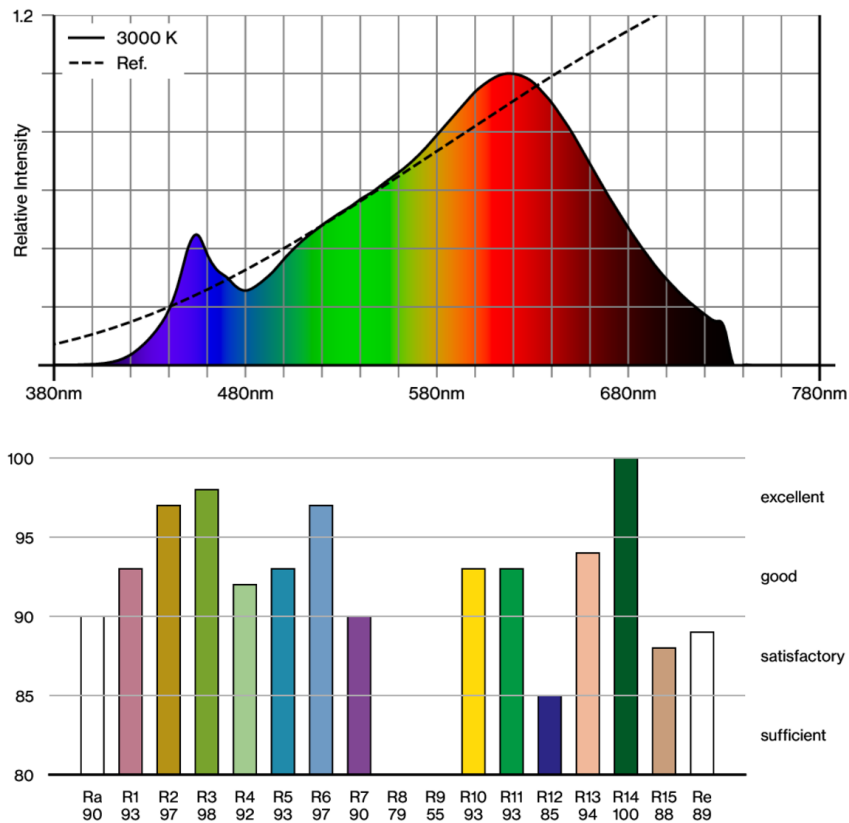 1.2
3000 K
Ref.
Relative Intensity
380nm 480nm 580nm 680nm 780nm
100
excellent
95
good
90
satisfactory
85
sufficient
80
Ra R1 R2 R3 R4 R5 R6 R7 R8 R9 R10 R11 R12 R13 R14 R15 Re
90 93 97 98 92 93 97 90 79 55 93 93 85 94 100 88 89